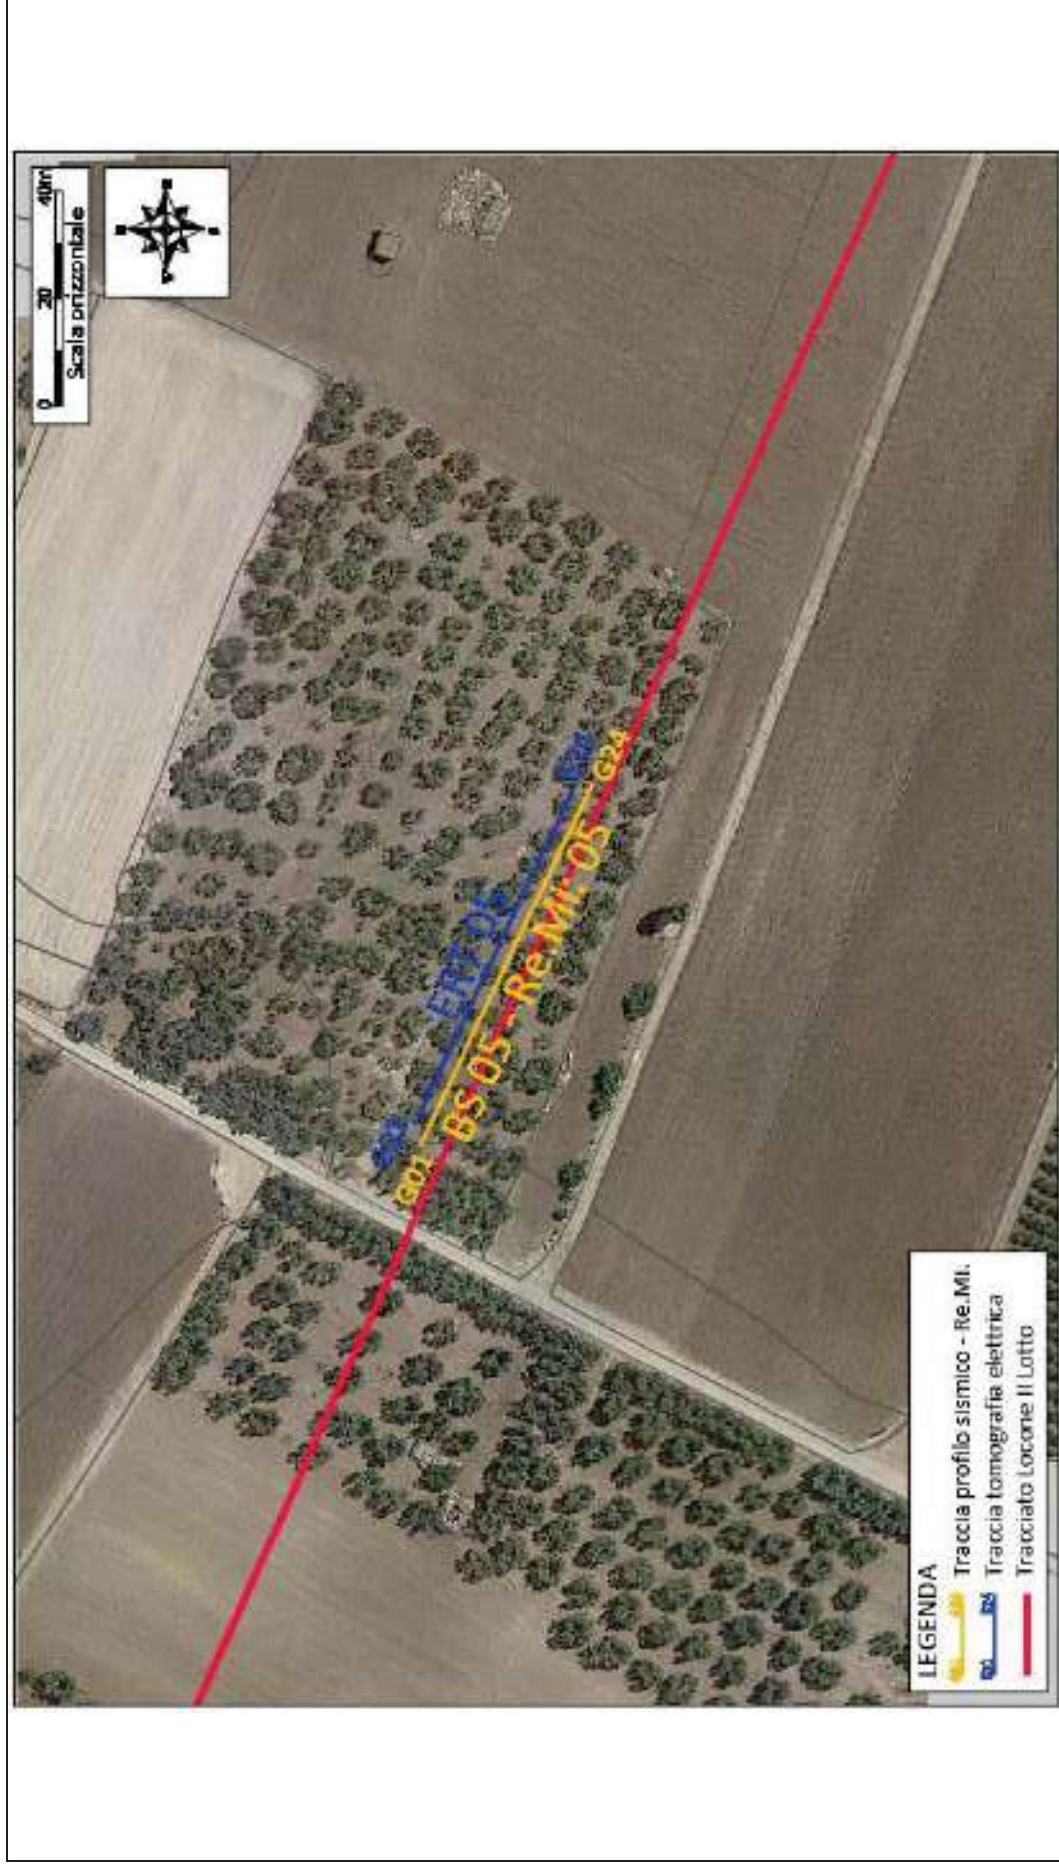 0 20 40m
Scala orizzontale
ERT 05
G01
G24
BS 05 - Re.Mi. 05
LEGENDA
Traccia profilo sismico - Re.Mi.
Traccia tomografia elettrica
Tracciato Locone II Lotto